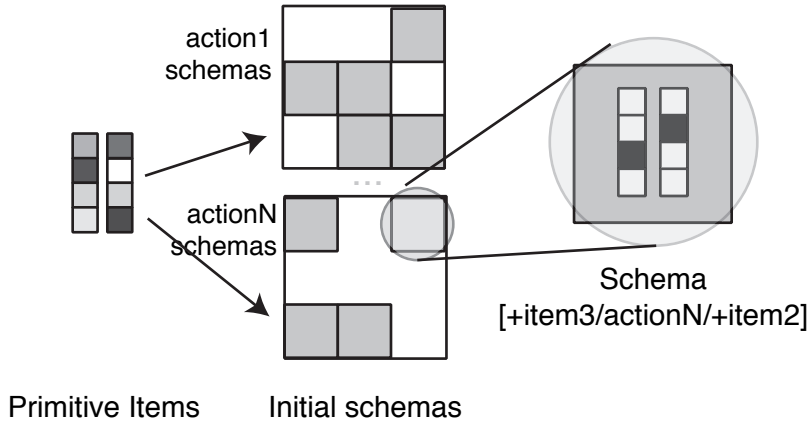 action1
schemas
...
actionN
schemas
Schema
[+item3/actionN/+item2]
Primitive Items
Initial schemas